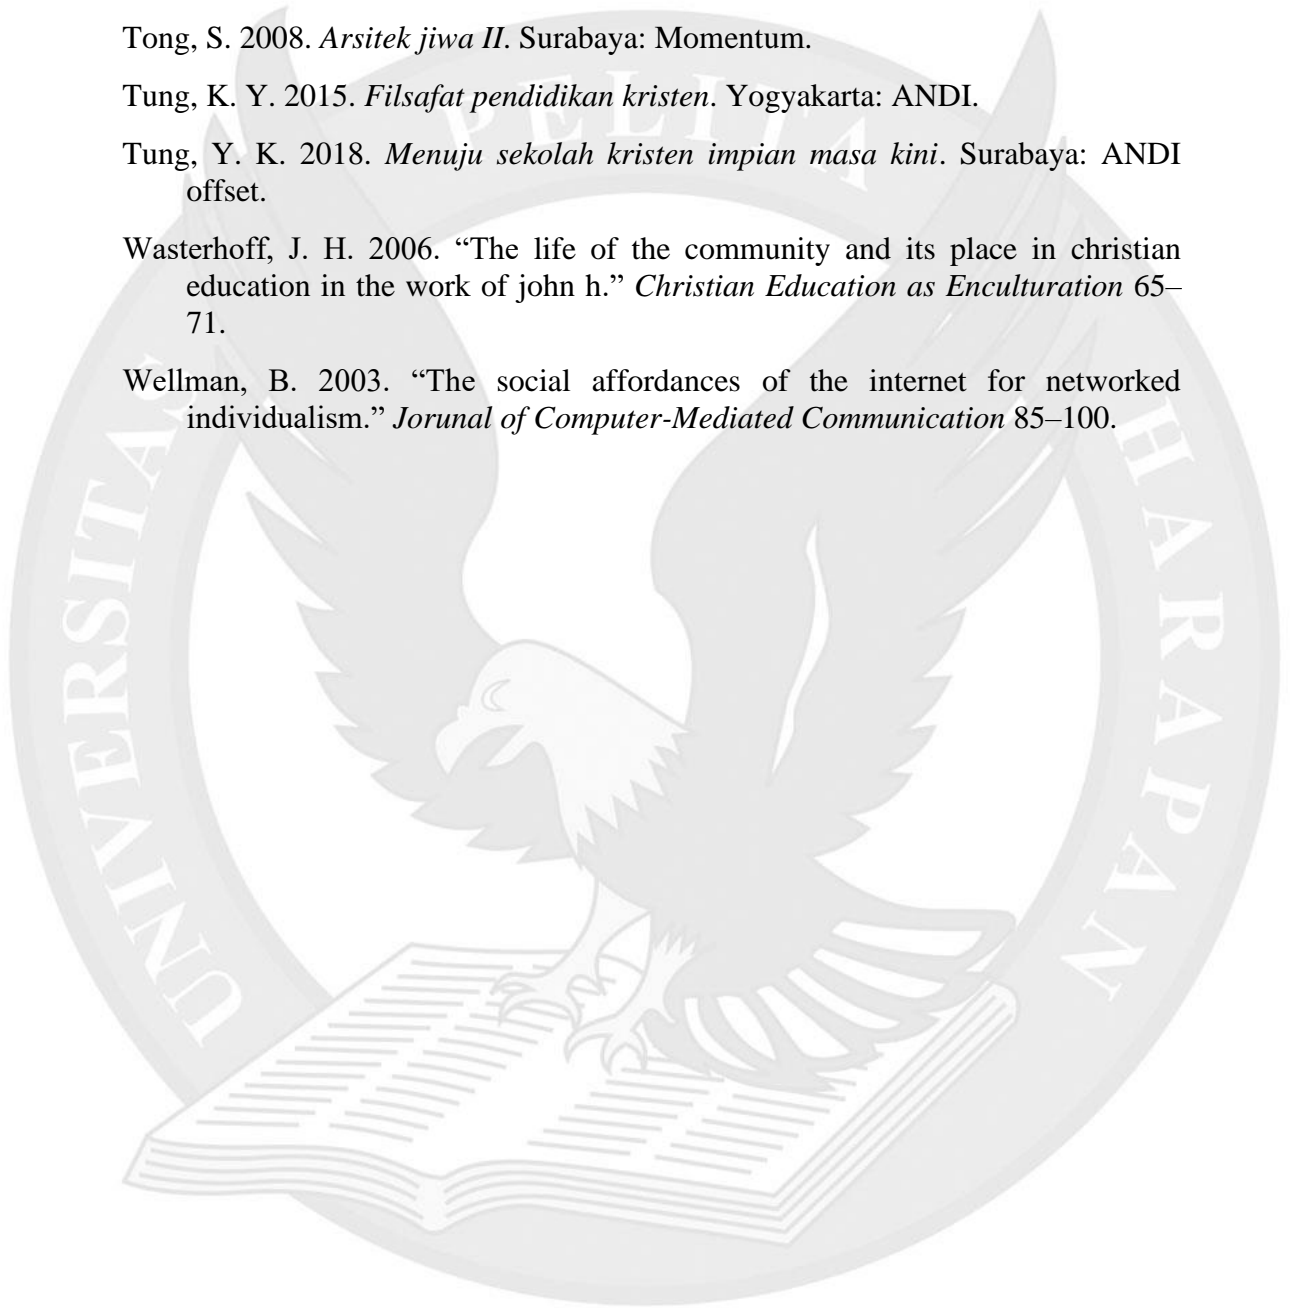 Tong, S. 2008. Arsitek jiwa II. Surabaya: Momentum.
Tung, K. Y. 2015. Filsafat pendidikan kristen. Yogyakarta: ANDI.
Tung, Y. K. 2018. Menuju sekolah kristen impian masa kini. Surabaya: ANDI
offset.
Wasterhoff, J. H. 2006. “The life of the community and its place in christian
education in the work of john h.” Christian Education as Enculturation 65–
71.
Wellman, B. 2003. “The social affordances of the internet for networked
individualism.” Jorunal of Computer-Mediated Communication 85–100.
UNIVERSITAS PELITA HARAPAN